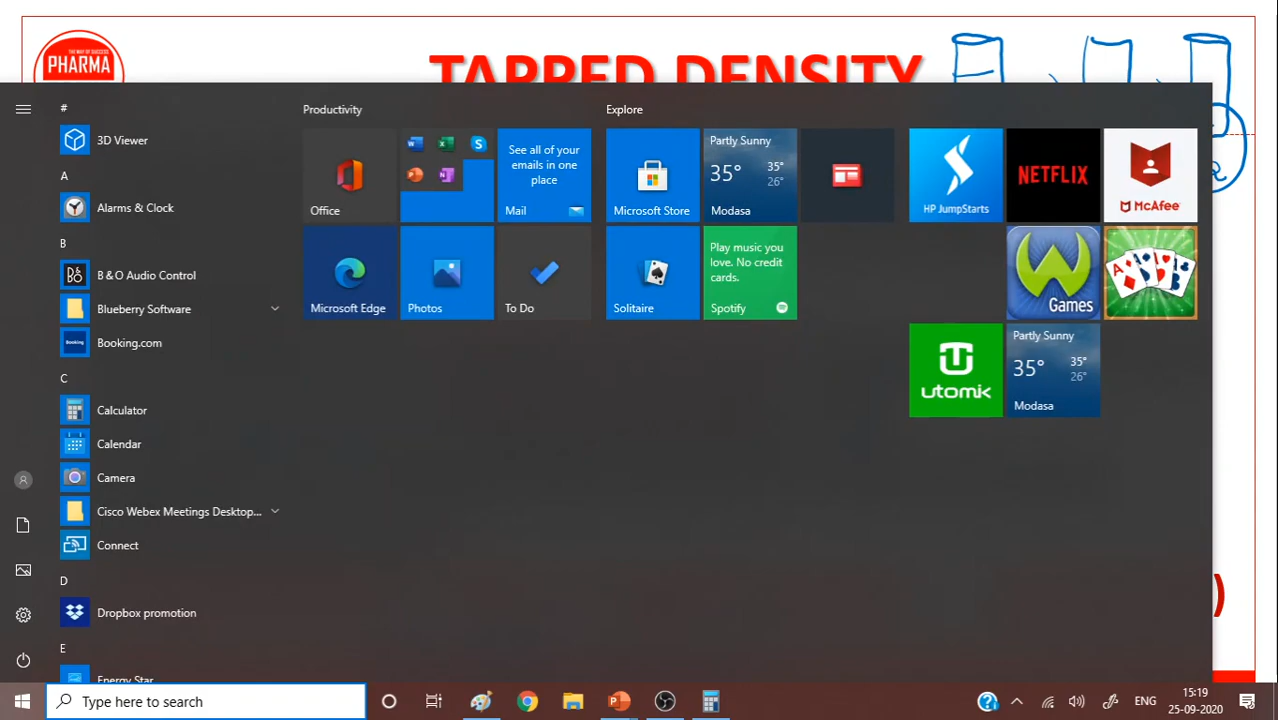 THE WAY OF SUCCESS
PHARMA
TAPPED DENSITY
#
3D Viewer
A
Alarms & Clock
B
B&O Audio Control
Blueberry Software
Booking.com
C
Calculator
Calendar
Camera
Cisco Webex Meetings Desktop...
Connect
D
Dropbox promotion
E
Energy Star
Productivity
Office
See all of your
emails in one
place
Mail
Microsoft Edge
Photos
To Do
Explore
Microsoft Store
Partly Sunny
35° 35°
26°
Modasa
Solitaire
Play music you
love. No credit
cards.
Spotify
HP JumpStarts
NETFLIX
McAfee
Games
utomik
Partly Sunny
35° 35°
26°
Modasa
)
Type here to search
ENG
15:19
25-09-2020